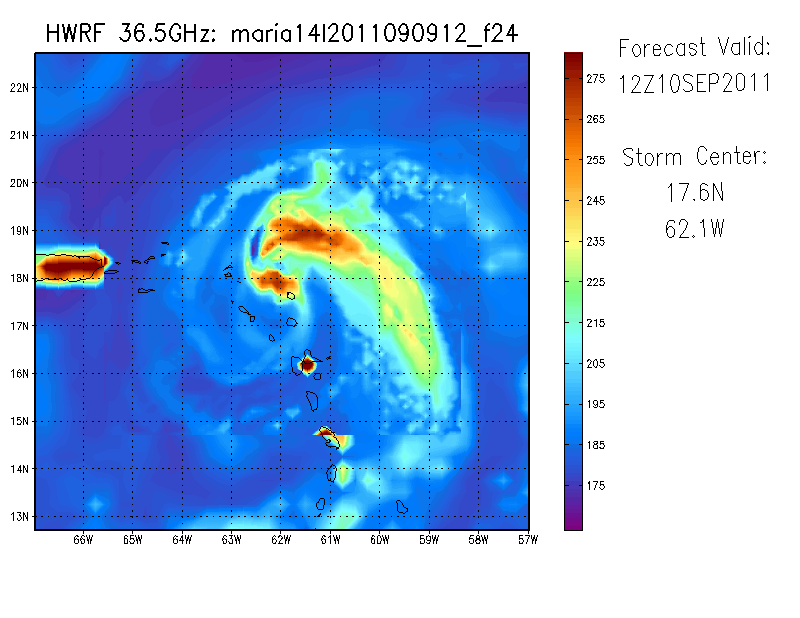 HWRF 36.5GHz: maria14l2011090912_f24
Forecast Valid:
12Z10SEP2011
Storm Center:
17.6N
62.1W
22N
21N
20N
19N
18N
17N
16N
15N
14N
13N
66W 65W 64W 63W 62W 61W 60W 59W 58W 57W
275
265
255
245
235
225
215
205
195
185
175